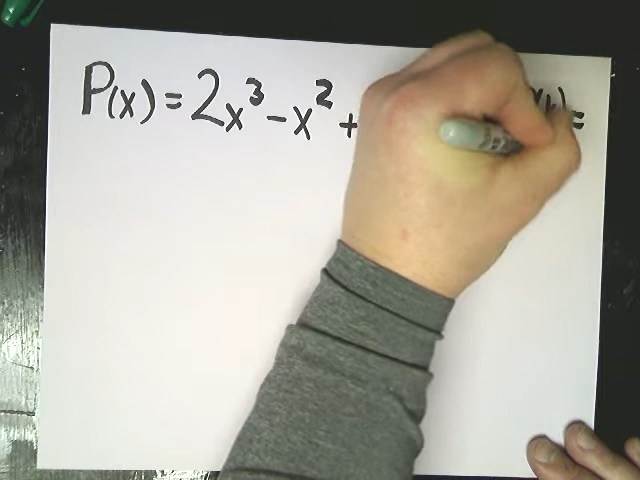 P(x) = 2x³ - x² + (x) =